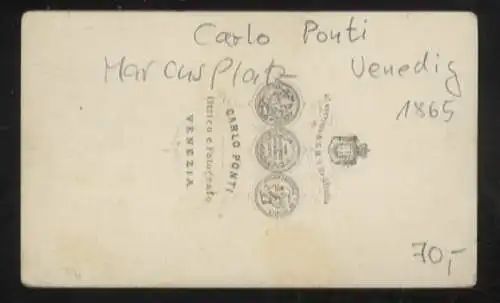 Carlo Ponti
Marcus Platz Venedig
1865
CARLO PONTI
Ottico e Fotografo
VENEZIA
70,-